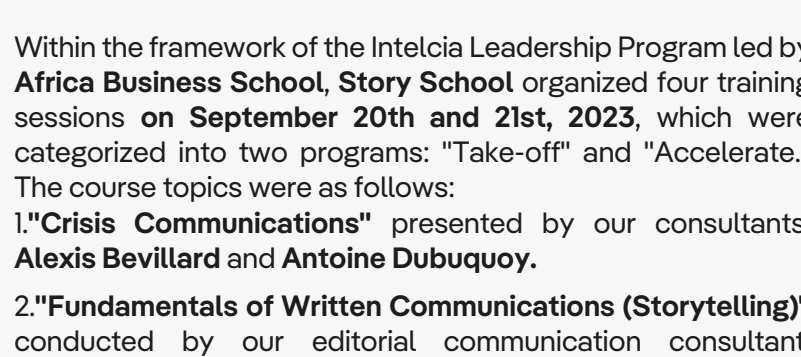 Within the framework of the Intelcia Leadership Program led by
Africa Business School, Story School organized four training
sessions on September 20th and 21st, 2023, which were
categorized into two programs: "Take-off" and "Accelerate.
The course topics were as follows:
1."Crisis Communications" presented by our consultants
Alexis Bevillard and Antoine Dubuquoy.
2."Fundamentals of Written Communications (Storytelling)"
conducted by our editorial communication consultant